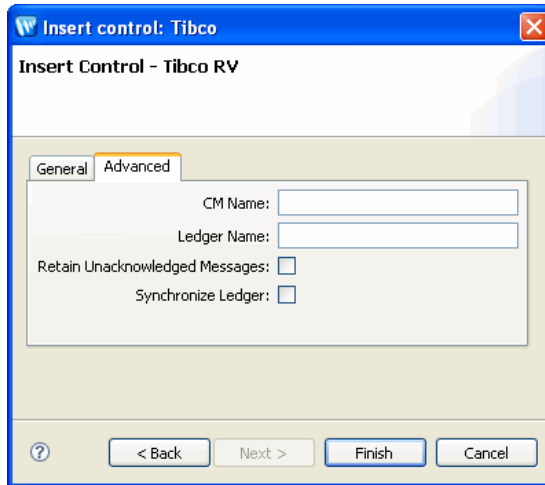 Insert control: Tibco
Insert Control - Tibco RV
General Advanced
CM Name:
Ledger Name:
Retain Unacknowledged Messages:
Synchronize Ledger:
? < Back Next > Finish Cancel